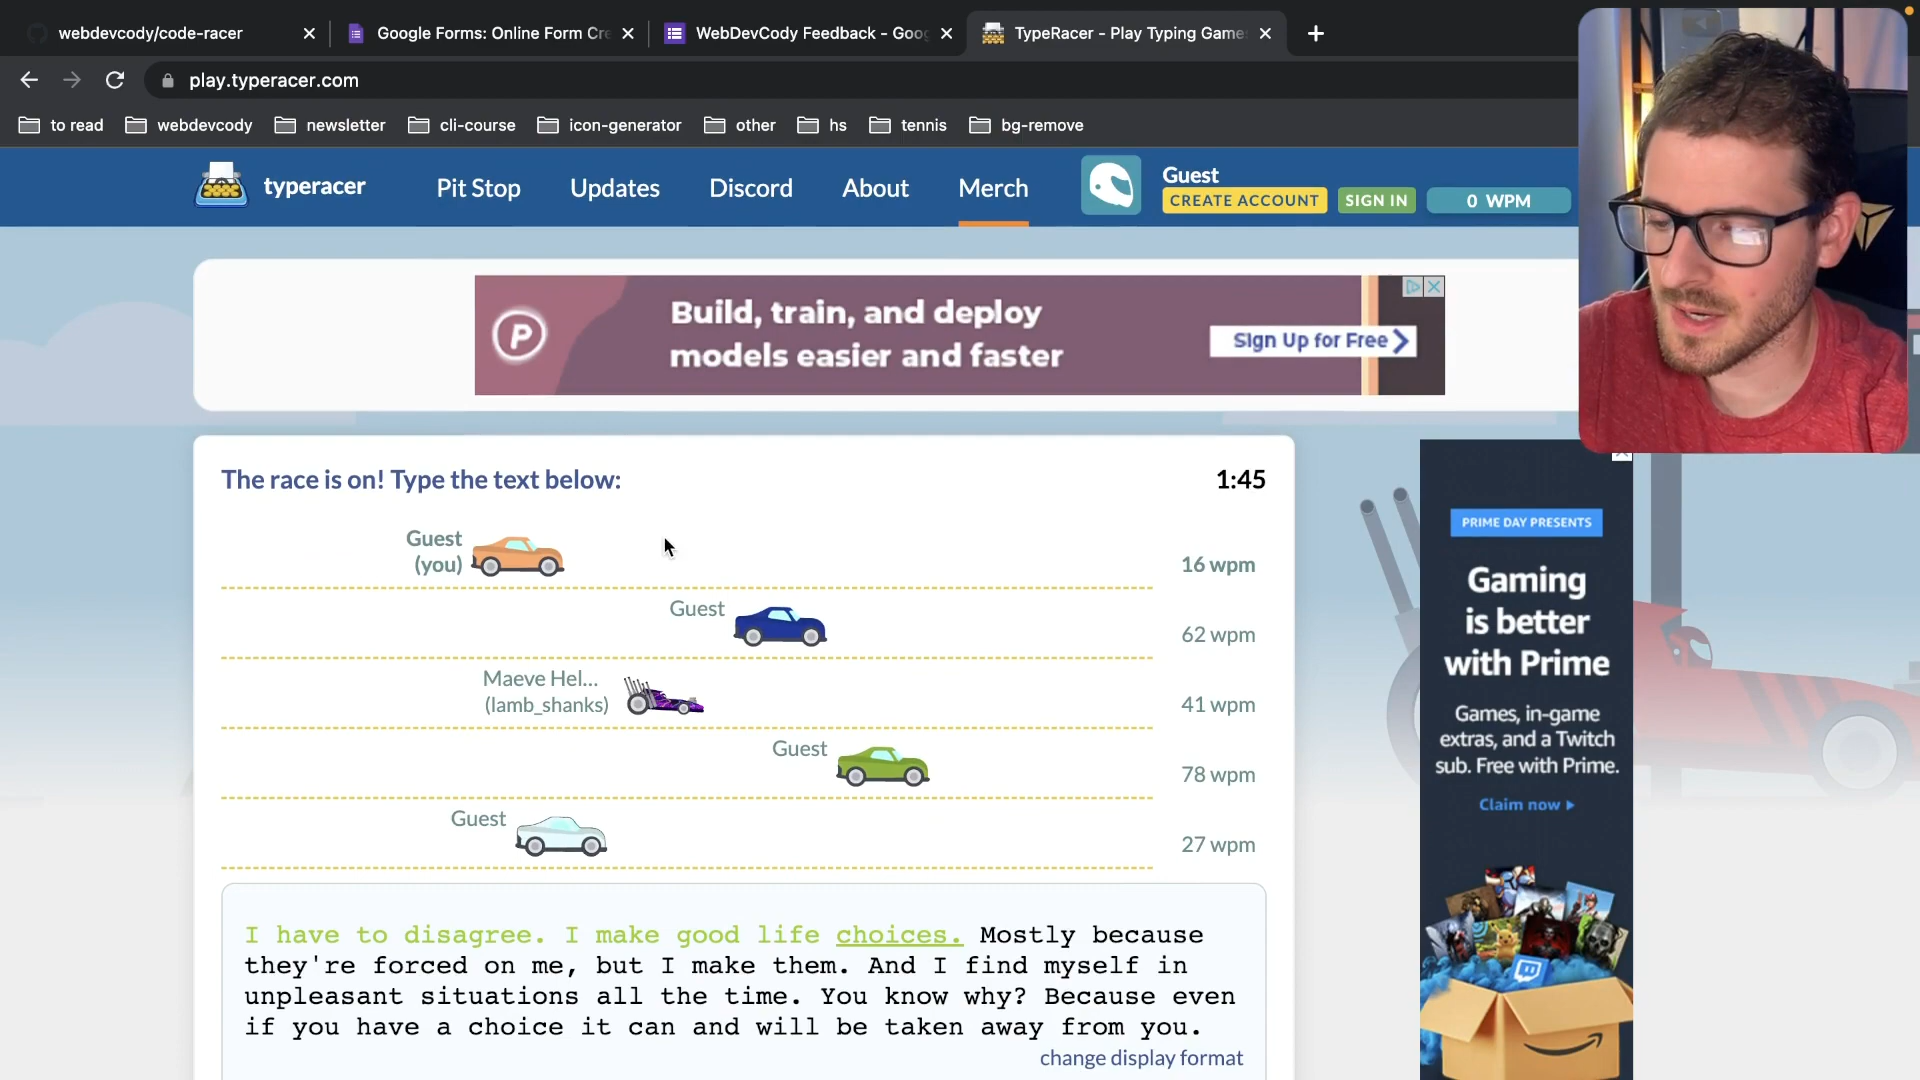 webdevcody/code-racer
Google Forms: Online Form Cre
WebDevCody Feedback - Goog
TypeRacer - Play Typing Games
play.typeracer.com
to read
webdevcody
newsletter
cli-course
icon-generator
other
hs
tennis
bg-remove
typeracer
Pit Stop
Updates
Discord
About
Merch
Guest
CREATE ACCOUNT
SIGN IN
0 WPM
P
Build, train, and deploy
models easier and faster
Sign Up for Free
The race is on! Type the text below:
1:45
Guest
(you)
16 wpm
Guest
62 wpm
Maeve Hel...
(lamb_shanks)
41 wpm
Guest
78 wpm
Guest
27 wpm
I have to disagree. I make good life choices. Mostly because
they're forced on me, but I make them. And I find myself in
unpleasant situations all the time. You know why? Because even
if you have a choice it can and will be taken away from you.
change display format
PRIME DAY PRESENTS
Gaming
is better
with Prime
Games, in-game
extras, and a Twitch
sub. Free with Prime.
Claim now